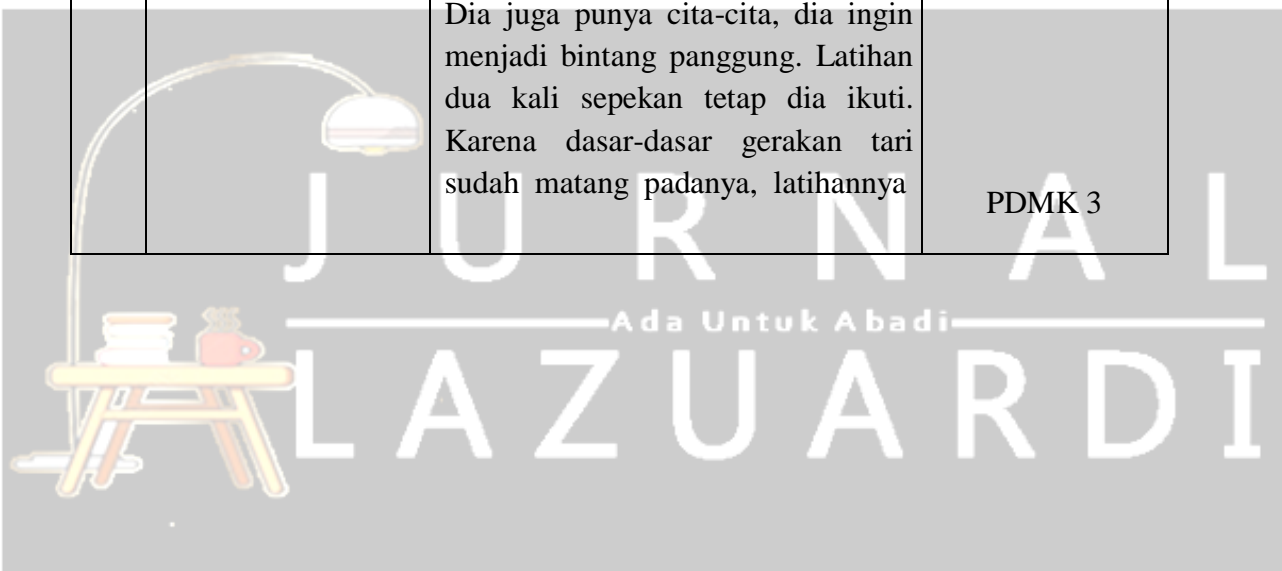 Dia juga punya cita-cita, dia ingin
menjadi bintang panggung. Latihan
dua kali sepekan tetap dia ikuti.
Karena dasar-dasar gerakan tari
sudah matang padanya, latihannya
PDMK 3
JURNAL
Ada Untuk Abadi
LAZUARDI